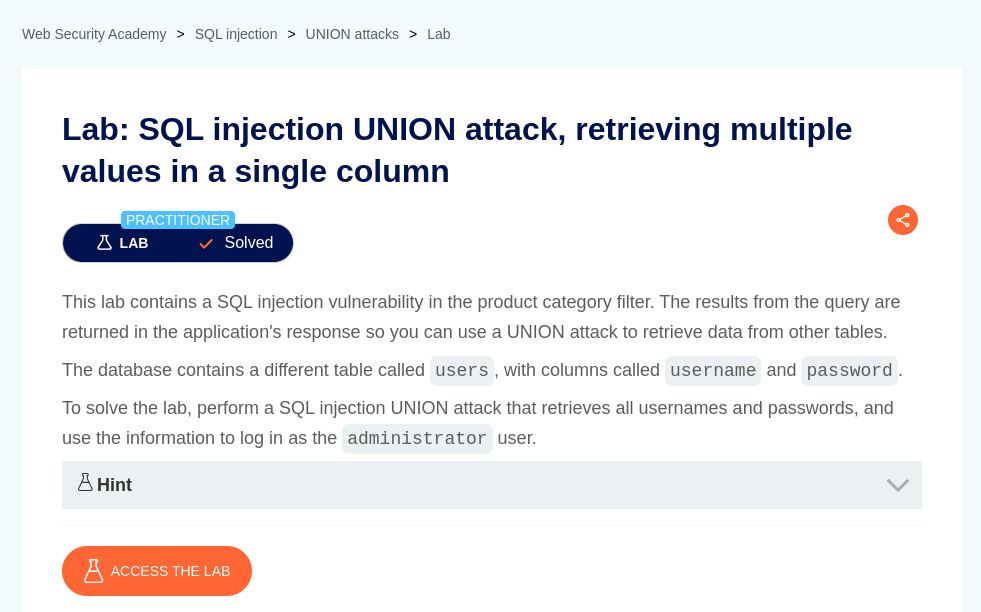 Web Security Academy > SQL injection > UNION attacks > Lab
Lab: SQL injection UNION attack, retrieving multiple
values in a single column
PRACTITIONER
LAB Solved
This lab contains a SQL injection vulnerability in the product category filter. The results from the query are
returned in the application's response so you can use a UNION attack to retrieve data from other tables.
The database contains a different table called users, with columns called username and password.
To solve the lab, perform a SQL injection UNION attack that retrieves all usernames and passwords, and
use the information to log in as the administrator user.
Hint
ACCESS THE LAB